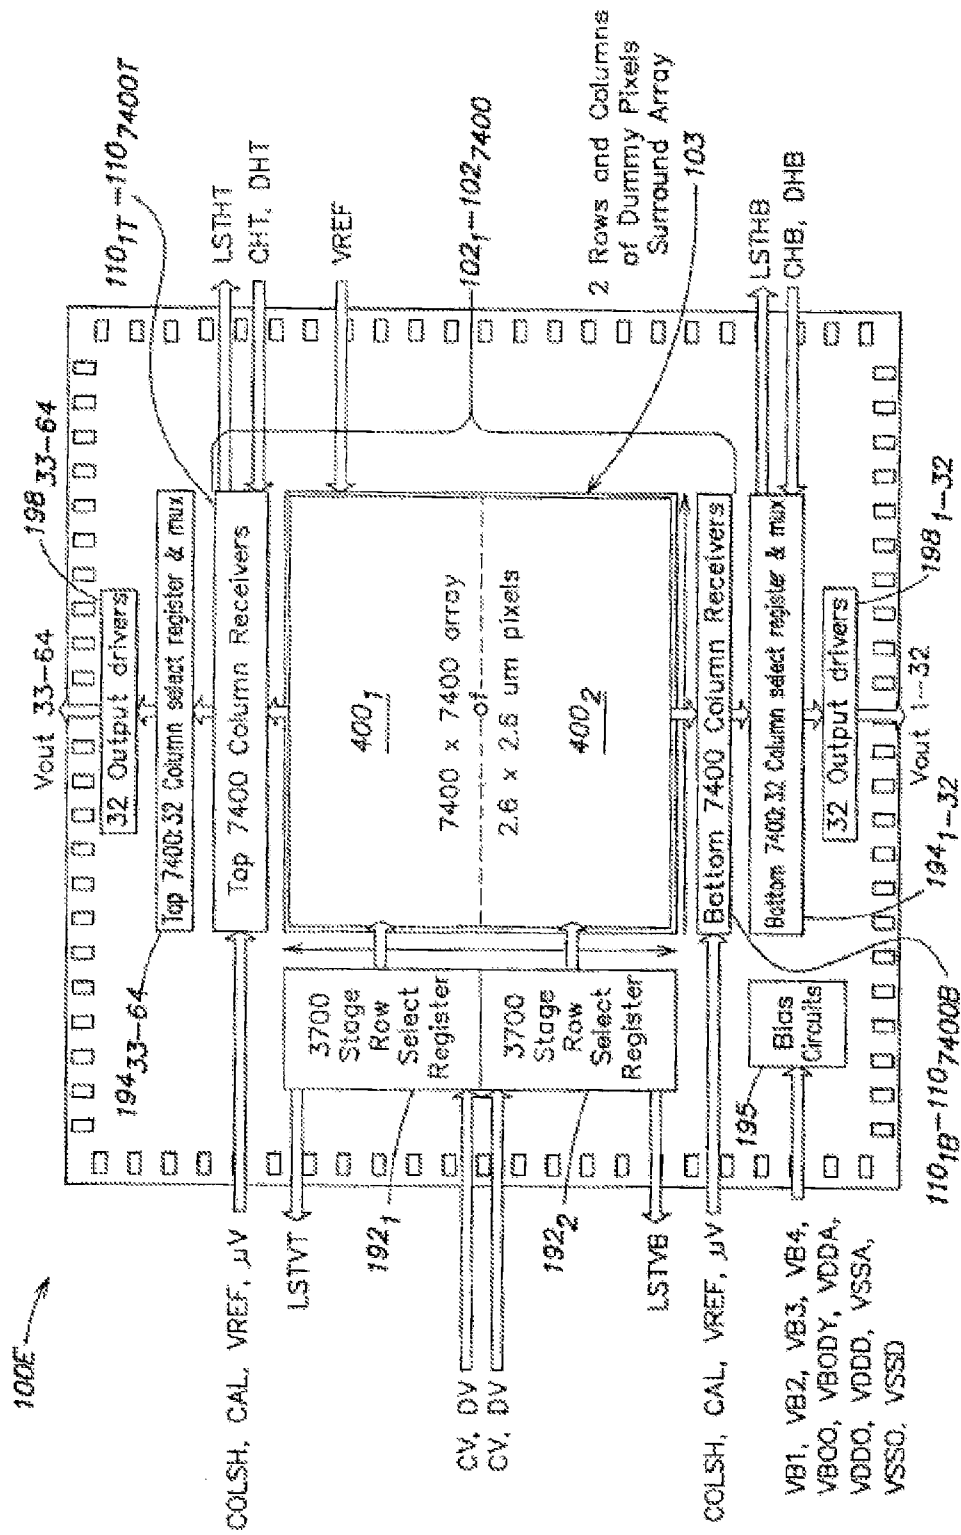 100E
Vout 33-64
198 33-64
32 Output drivers
194 33-64
Top 7400:32 Column select register & mux
110 1T -110 7400T
Top 7400 Column Receivers
COLSH, CAL, VREF, μV
LSTHT
CHT, DHT
VREF
LSTVT
3700
Stage
Row
Select
Register
192 1
400 1
7400 x 7400 array
of
2.6 x 2.6 um pixels
400 2
102 1 -102 7400
CV, DV
CV, DV
3700
Stage
Row
Select
Register
192 2
LSTVB
2 Rows and Columns
of Dummy Pixels
Surround Array
103
COLSH, CAL, VREF, μV
Bottom 7400 Column Receivers
LSTHB
CHB, DHB
Bottom 7400:32 Column select register & mux
195
Bias
Circuits
VB1, VB2, VB3, VB4,
VBOO, VBODY, VDDA,
VDDO, VDDD, VSSA,
VSSO, VSSD
32 Output drivers
198 1-32
Vout 1-32
194 1-32
110 1B -110 7400B